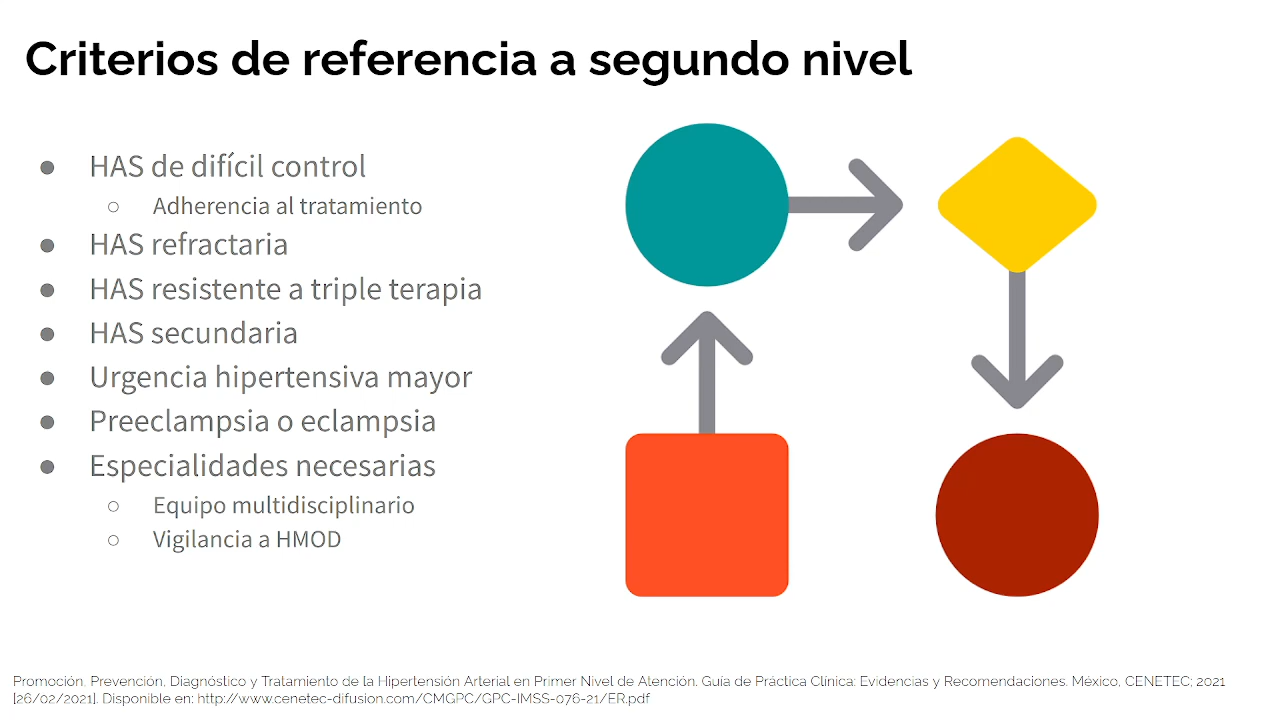 Criterios de referencia a segundo nivel
● HAS de difícil control
○ Adherencia al tratamiento
● HAS refractaria
● HAS resistente a triple terapia
● HAS secundaria
● Urgencia hipertensiva mayor
● Preeclampsia o eclampsia
● Especialidades necesarias
○ Equipo multidisciplinario
○ Vigilancia a HMOD
Promoción, Prevención, Diagnóstico y Tratamiento de la Hipertensión Arterial en Primer Nivel de Atención. Guía de Práctica Clínica: Evidencias y Recomendaciones. México, CENETEC; 2021
[26/02/2021]. Disponible en: http://www.cenetec-difusion.com/CMGPC/GPC-IMSS-076-21/ER.pdf